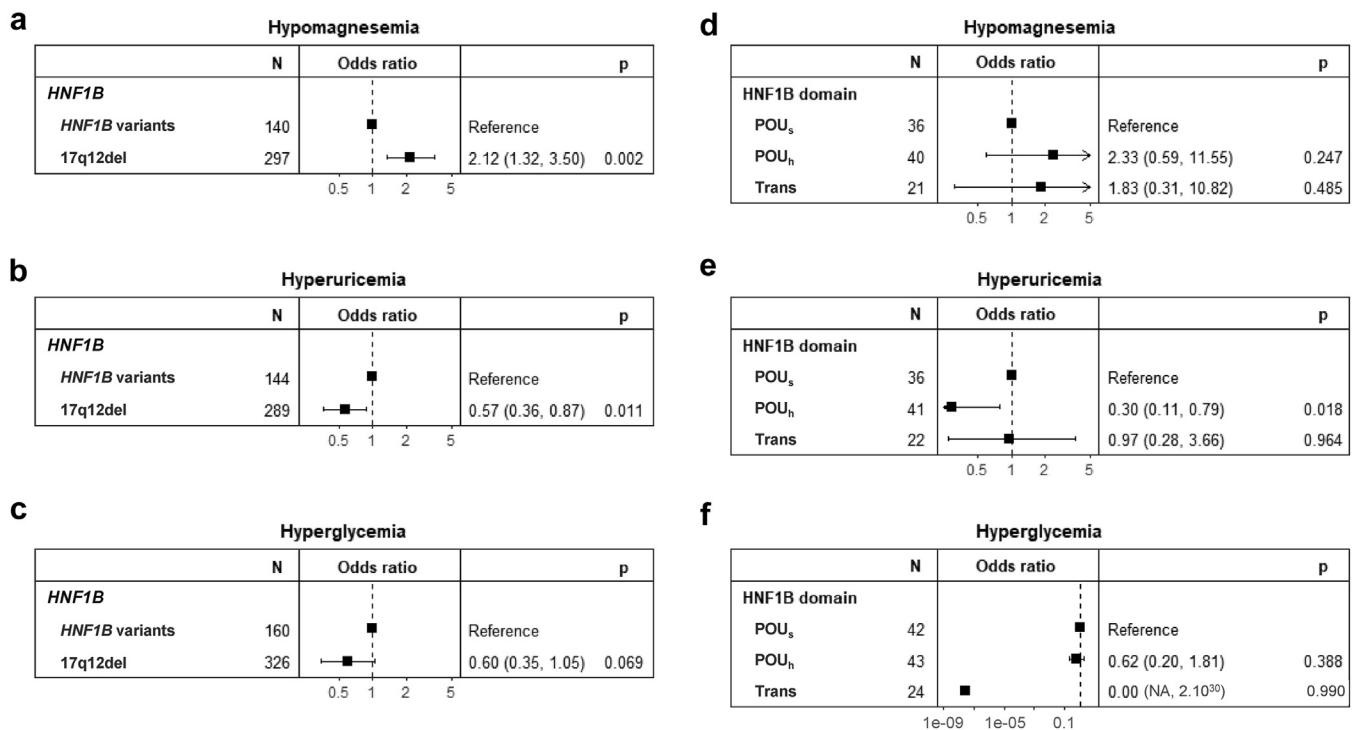 a
Hypomagnesemia
N Odds ratio p
HNF1B
HNF1B variants 140 Reference
17q12del 297 2.12 (1.32, 3.50) 0.002
0.5 1 2 5
b
Hyperuricemia
N Odds ratio p
HNF1B
HNF1B variants 144 Reference
17q12del 289 0.57 (0.36, 0.87) 0.011
0.5 1 2 5
c
Hyperglycemia
N Odds ratio p
HNF1B
HNF1B variants 160 Reference
17q12del 326 0.60 (0.35, 1.05) 0.069
0.5 1 2 5
d
Hypomagnesemia
N Odds ratio p
HNF1B domain
POUs 36 Reference
POUh 40 2.33 (0.59, 11.55) 0.247
Trans 21 1.83 (0.31, 10.82) 0.485
0.5 1 2 5
e
Hyperuricemia
N Odds ratio p
HNF1B domain
POUs 36 Reference
POUh 41 0.30 (0.11, 0.79) 0.018
Trans 22 0.97 (0.28, 3.66) 0.964
0.5 1 2 5
f
Hyperglycemia
N Odds ratio p
HNF1B domain
POUs 42 Reference
POUh 43 0.62 (0.20, 1.81) 0.388
Trans 24 0.00 (NA, 2.10³⁰) 0.990
1e-09 1e-05 0.1